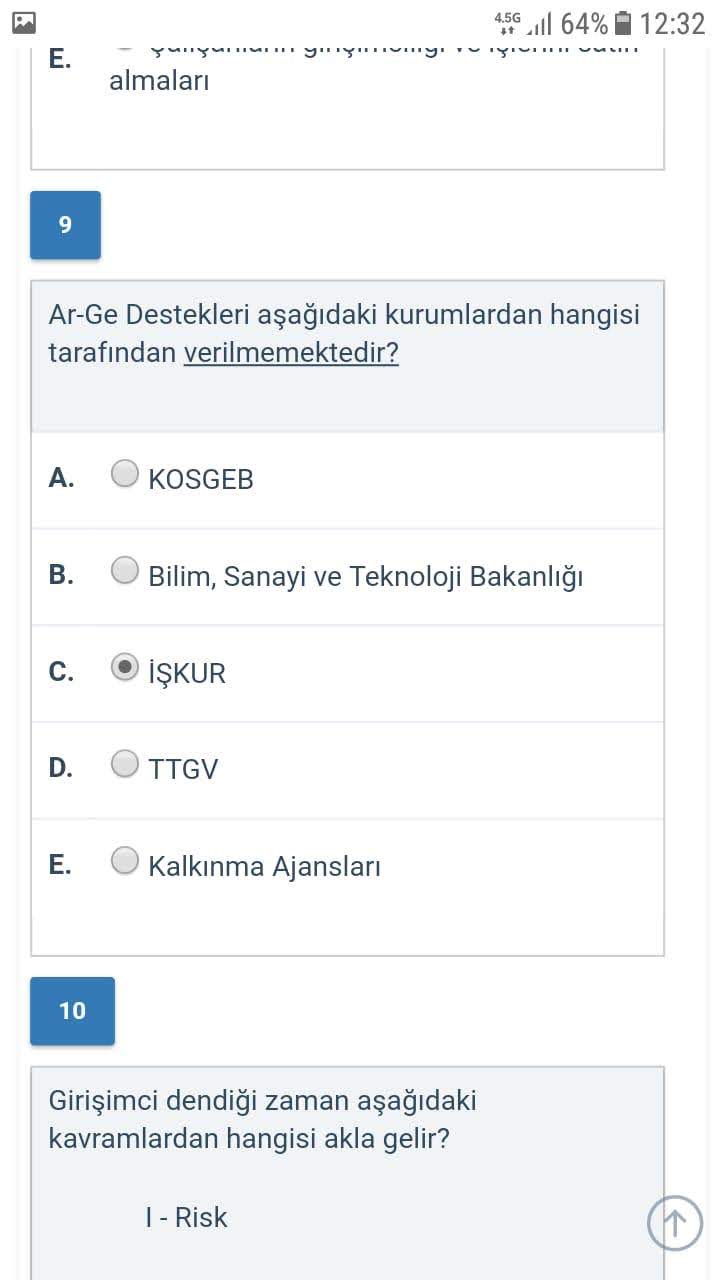 4.5G 64% 12:32
E.
almaları
9
Ar-Ge Destekleri aşağıdaki kurumlardan hangisi
tarafından verilmemektedir?
A. KOSGEB
B. Bilim, Sanayi ve Teknoloji Bakanlığı
C. İŞKUR
D. TTGV
E. Kalkınma Ajansları
10
Girişimci dendiği zaman aşağıdaki
kavramlardan hangisi akla gelir?
I - Risk